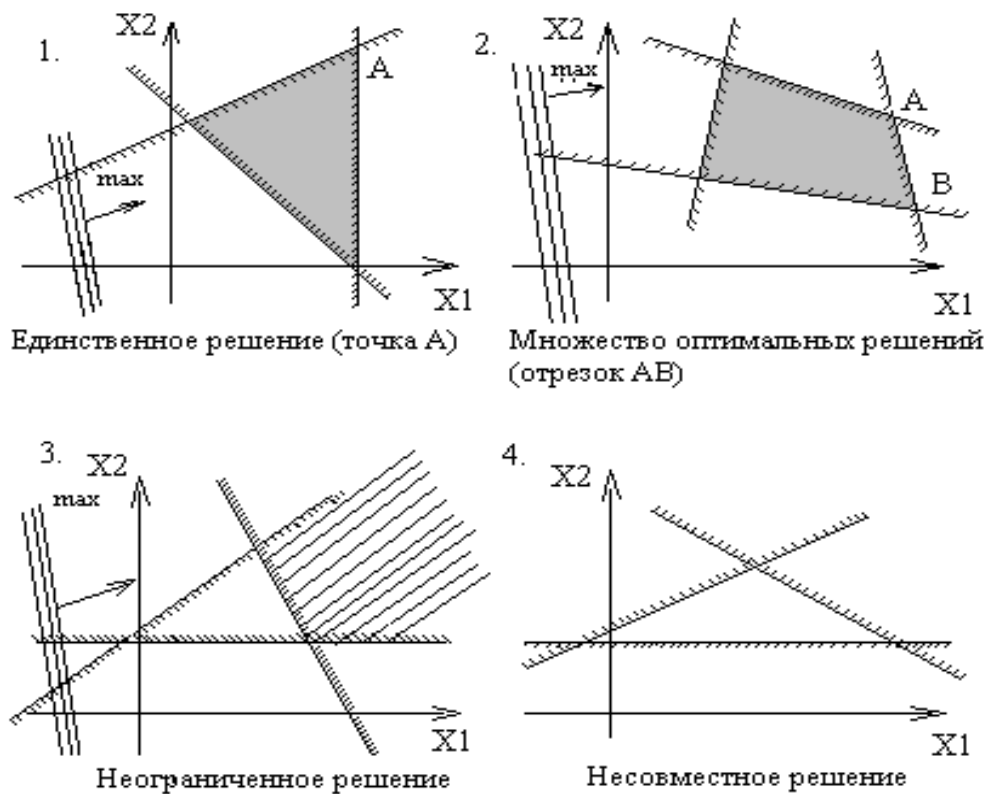 1.
X2
A
max
X1
Единственное решение (точка А)
2.
X2
max
A
B
X1
Множество оптимальных решений
(отрезок АВ)
3.
X2
max
X1
Неограниченное решение
4.
X2
X1
Несовместное решение